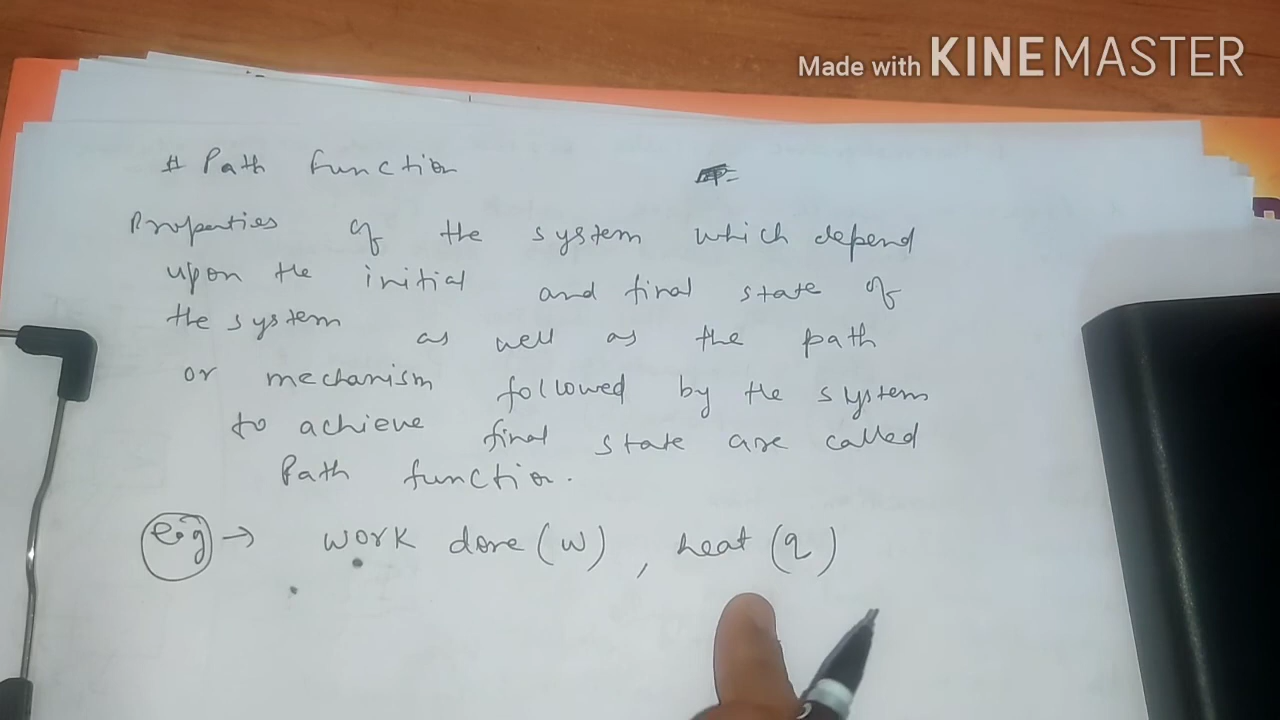 Made with KINEMASTER
# Path function
Properties of the system which depend
upon the initial and final state of
the system as well as the path
or mechanism followed by the system
to achieve final state are called
Path function.
e.g → work done (w), heat (q)